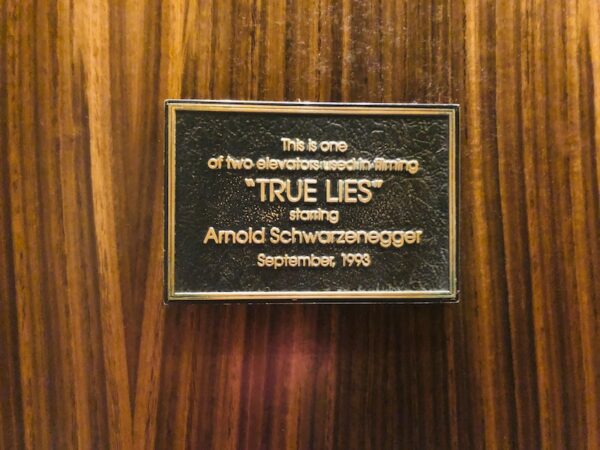 This is one
of two elevators used in filming
"TRUE LIES"
starring
Arnold Schwarzenegger
September, 1993